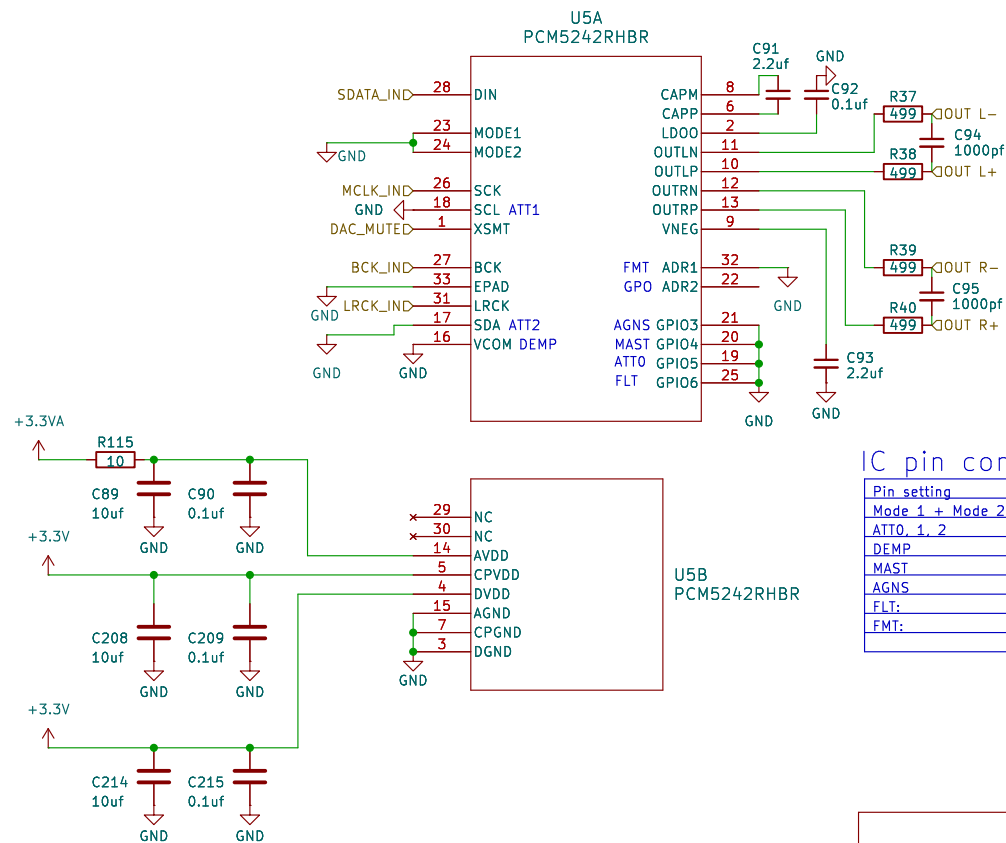 U5A
PCM5242RHBR
SDATA_IN 28 DIN
23 MODE1
24 MODE2
GND
MCLK_IN 26 SCK
GND 18 SCL ATT1
DAC_MUTE 1 XSMT
BCK_IN 27 BCK
33 EPAD
GND
LRCK_IN 31 LRCK
17 SDA ATT2
GND
16 VCOM DEMP
GND
CAPM 8
CAPP 6
LDOO 2
OUTLN 11
OUTLP 10
OUTRN 12
OUTRP 13
VNEG 9
FMT ADR1 32
GPO ADR2 22
GND
AGNS GPIO3 21
MAST GPIO4 20
ATT0 GPIO5 19
FLT GPIO6 25
GND
C91
2.2uf
GND
C92
0.1uf
R37
499
OUT L-
C94
1000pf
R38
499
OUT L+
R39
499
OUT R-
C95
1000pf
R40
499
OUT R+
C93
2.2uf
GND
+3.3VA
R115
10
C89
10uf
GND
C90
0.1uf
GND
+3.3V
C208
10uf
GND
C209
0.1uf
GND
+3.3V
C214
10uf
GND
C215
0.1uf
GND
29 NC
30 NC
14 AVDD
5 CPVDD
4 DVDD
15 AGND
7 CPGND
3 DGND
GND
U5B
PCM5242RHBR
IC pin con
Pin setting
Mode 1 + Mode 2
ATT0, 1, 2
DEMP
MAST
AGNS
FLT:
FMT: